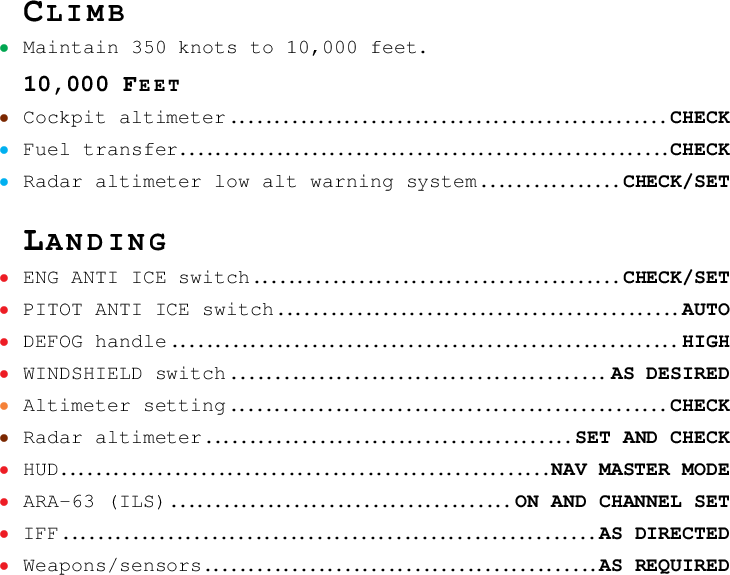 CLIMB
• Maintain 350 knots to 10,000 feet.
10,000 FEET
• Cockpit altimeter..................................................CHECK
• Fuel transfer........................................................CHECK
• Radar altimeter low alt warning system................CHECK/SET
LANDING
• ENG ANTI ICE switch..........................................CHECK/SET
• PITOT ANTI ICE switch..............................................AUTO
• DEFOG handle..........................................................HIGH
• WINDSHIELD switch...........................................AS DESIRED
• Altimeter setting..................................................CHECK
• Radar altimeter..........................................SET AND CHECK
• HUD........................................................NAV MASTER MODE
• ARA-63 (ILS).......................................ON AND CHANNEL SET
• IFF.............................................................AS DIRECTED
• Weapons/sensors.............................................AS REQUIRED